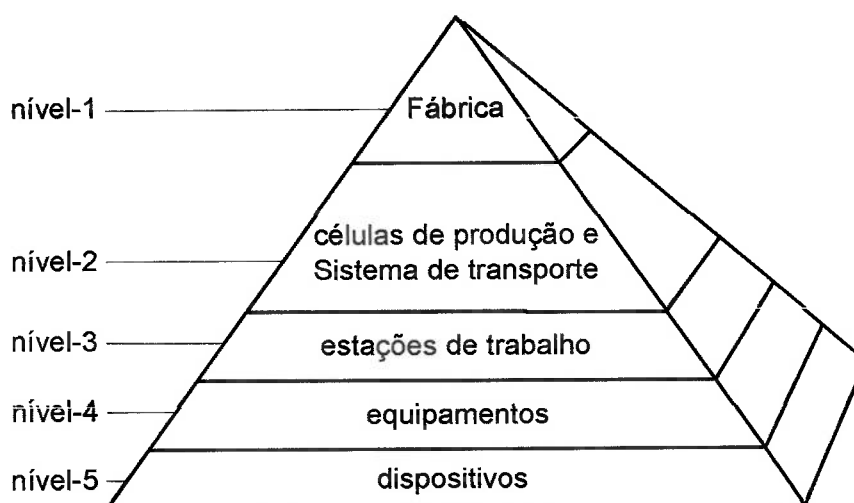 nível-1
Fábrica
células de produção e
nível-2
Sistema de transporte
nível-3
estações de trabalho
nível-4
equipamentos
nível-5
dispositivos